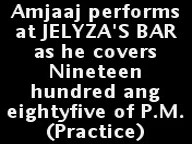 Amjaaj performs
at JELYZA'S BAR
as he covers
Nineteen
hundred ang
eightyfive of P.M.
(Practice)